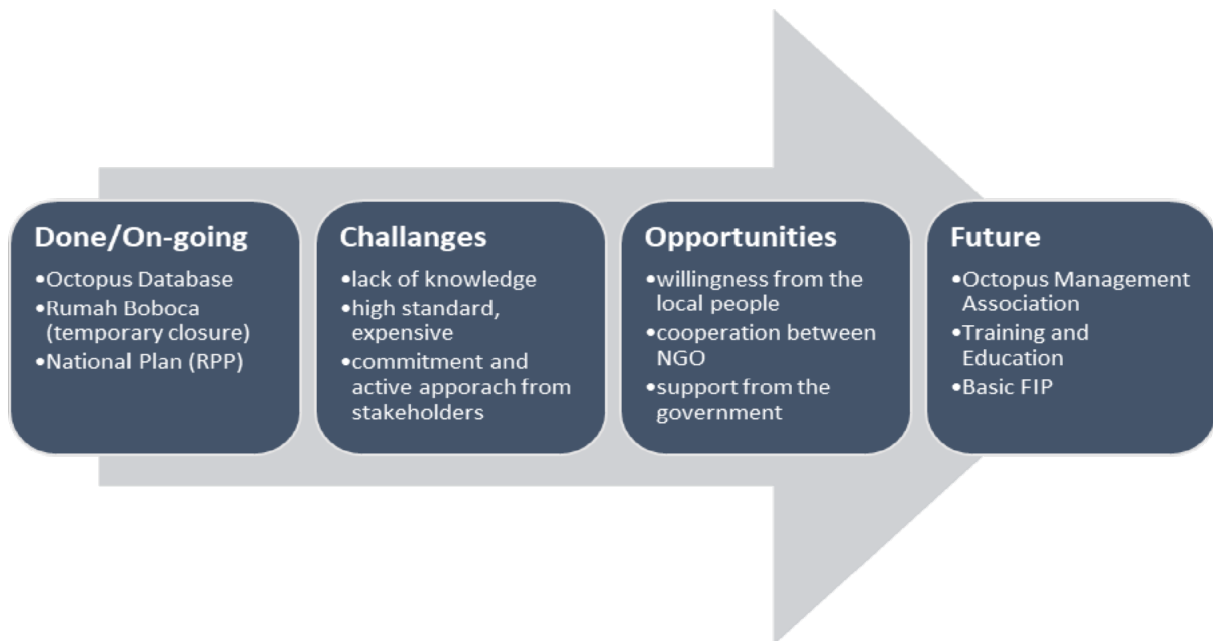 Done/On-going
•Octopus Database
•Rumah Boboca
(temporary closure)
•National Plan (RPP)
Challanges
•lack of knowledge
•high standard,
expensive
•commitment and
active apporach from
stakeholders
Opportunities
•willingness from the
local people
•cooperation between
NGO
•support from the
government
Future
•Octopus Management
Association
•Training and
Education
•Basic FIP